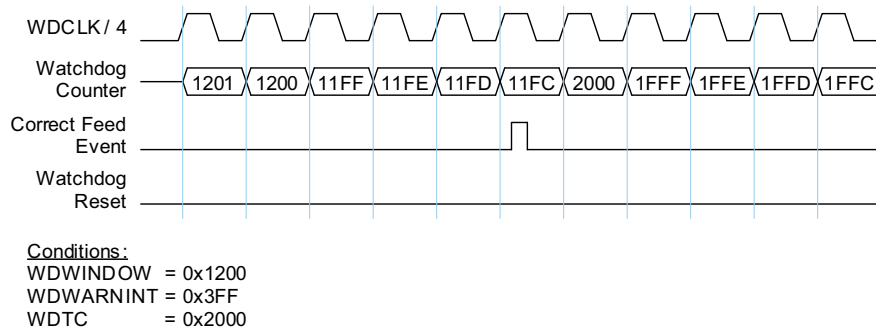 WDCLK / 4
Watchdog
Counter
1201 1200 11FF 11FE 11FD 11FC 2000 1FFF 1FFE 1FFD 1FFC
Correct Feed
Event
Watchdog
Reset
Conditions:
WDWINDOW = 0x1200
WDWARNINT = 0x3FF
WDTC = 0x2000